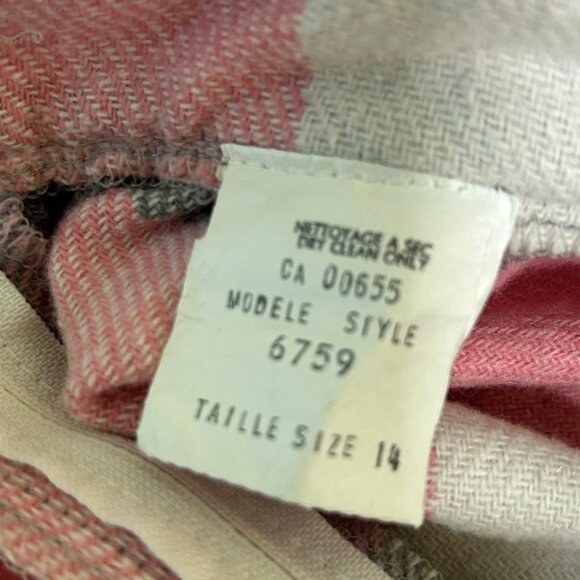 NETTOYAGE A SEC
DRY CLEAN ONLY
CA 00655
MODELE STYLE
6759
TAILLE SIZE 14